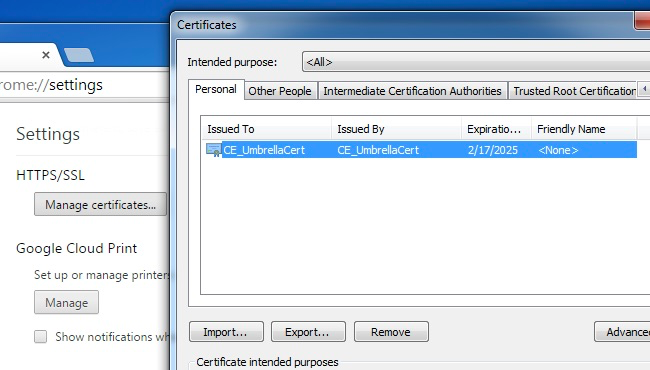 Certificates
Intended purpose: <All>
Personal Other People Intermediate Certification Authorities Trusted Root Certification
Issued To Issued By Expiratio... Friendly Name
CE_UmbrellaCert CE_UmbrellaCert 2/17/2025 <None>
Import... Export... Remove Advanced
Certificate intended purposes
rome://settings
Settings
HTTPS/SSL
Manage certificates...
Google Cloud Print
Set up or manage printers
Manage
Show notifications wh